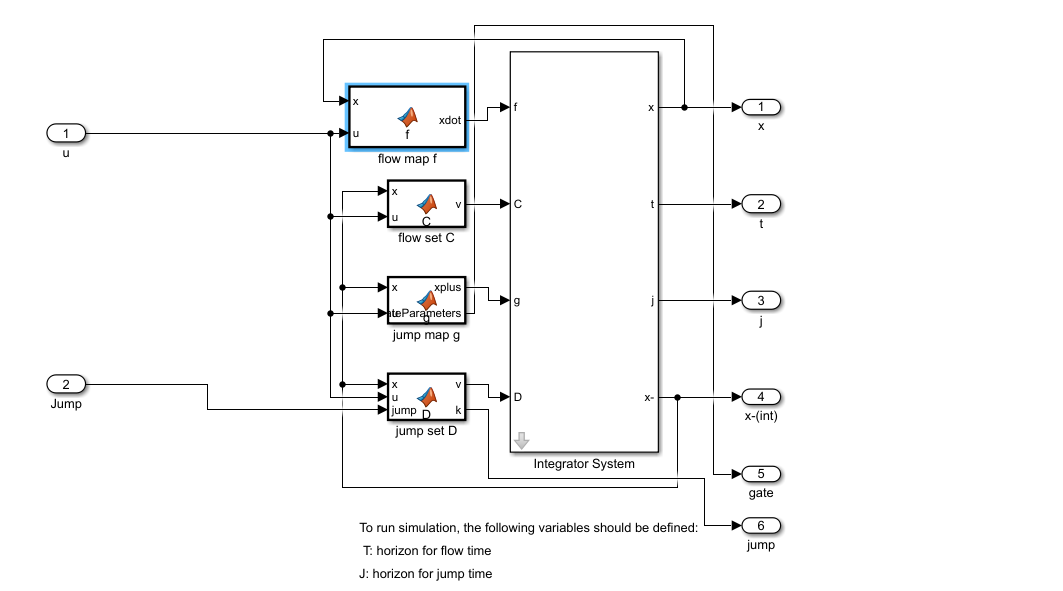 x
u
xdot
f
flow map f
1
u
x
u
v
C
flow set C
x
xplus
g
jump map g
x
u
jump
v
k
D
jump set D
2
Jump
f
C
g
D
x
t
j
x-
Integrator System
1
x
2
t
3
j
4
x-(int)
5
gate
6
jump
To run simulation, the following variables should be defined:
T: horizon for flow time
J: horizon for jump time